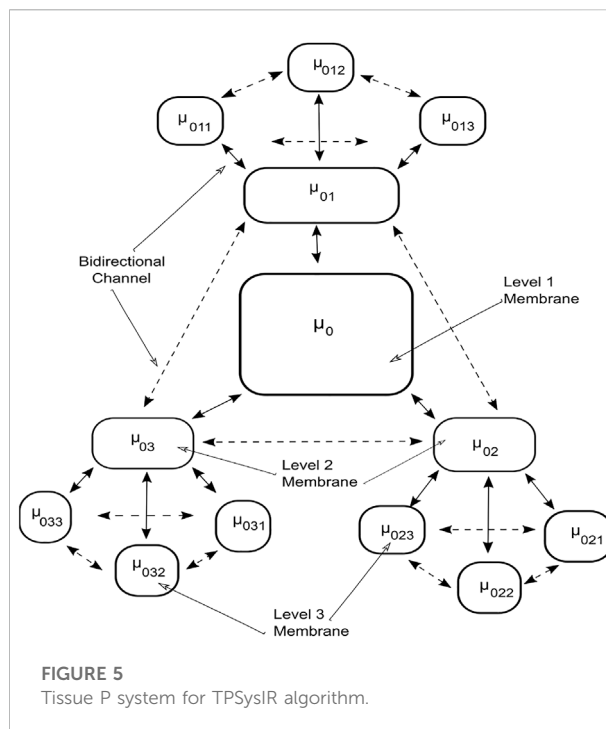 μ012
μ011
μ013
μ01
Bidirectional
Channel
Level 1
Membrane
μ0
μ03
μ02
Level 2
Membrane
μ033
μ031
μ023
μ021
μ032
μ022
Level 3
Membrane
FIGURE 5
Tissue P system for TPSysIR algorithm.